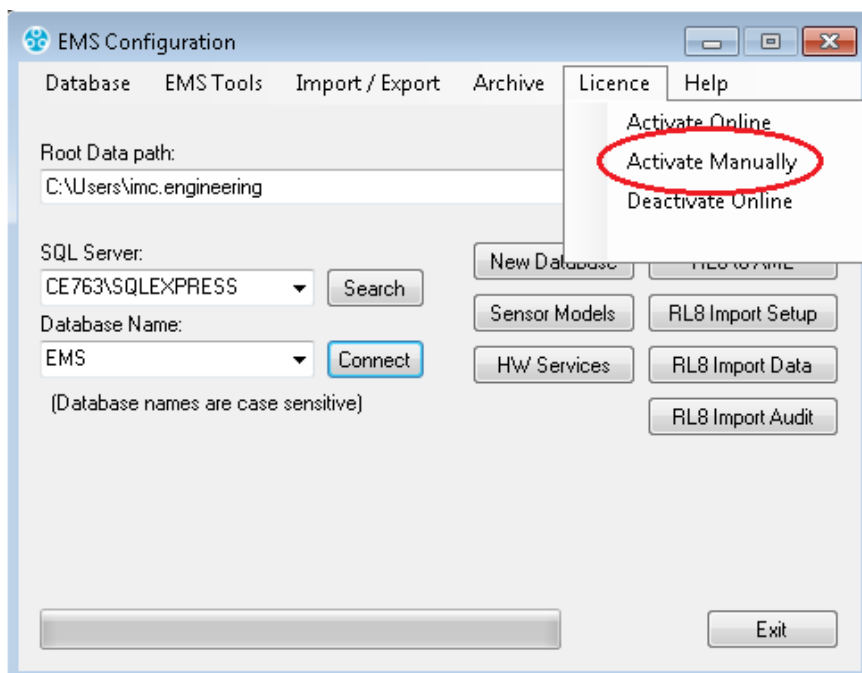 EMS Configuration
Database EMS Tools Import / Export Archive Licence Help
Activate Online
Activate Manually
Deactivate Online
Root Data path:
C:\Users\imc.engineering
SQL Server:
CE763\SQLEXPRESS Search
Database Name:
EMS Connect
(Database names are case sensitive)
New Database
Sensor Models RL8 Import Setup
HW Services RL8 Import Data
RL8 Import Audit
Exit